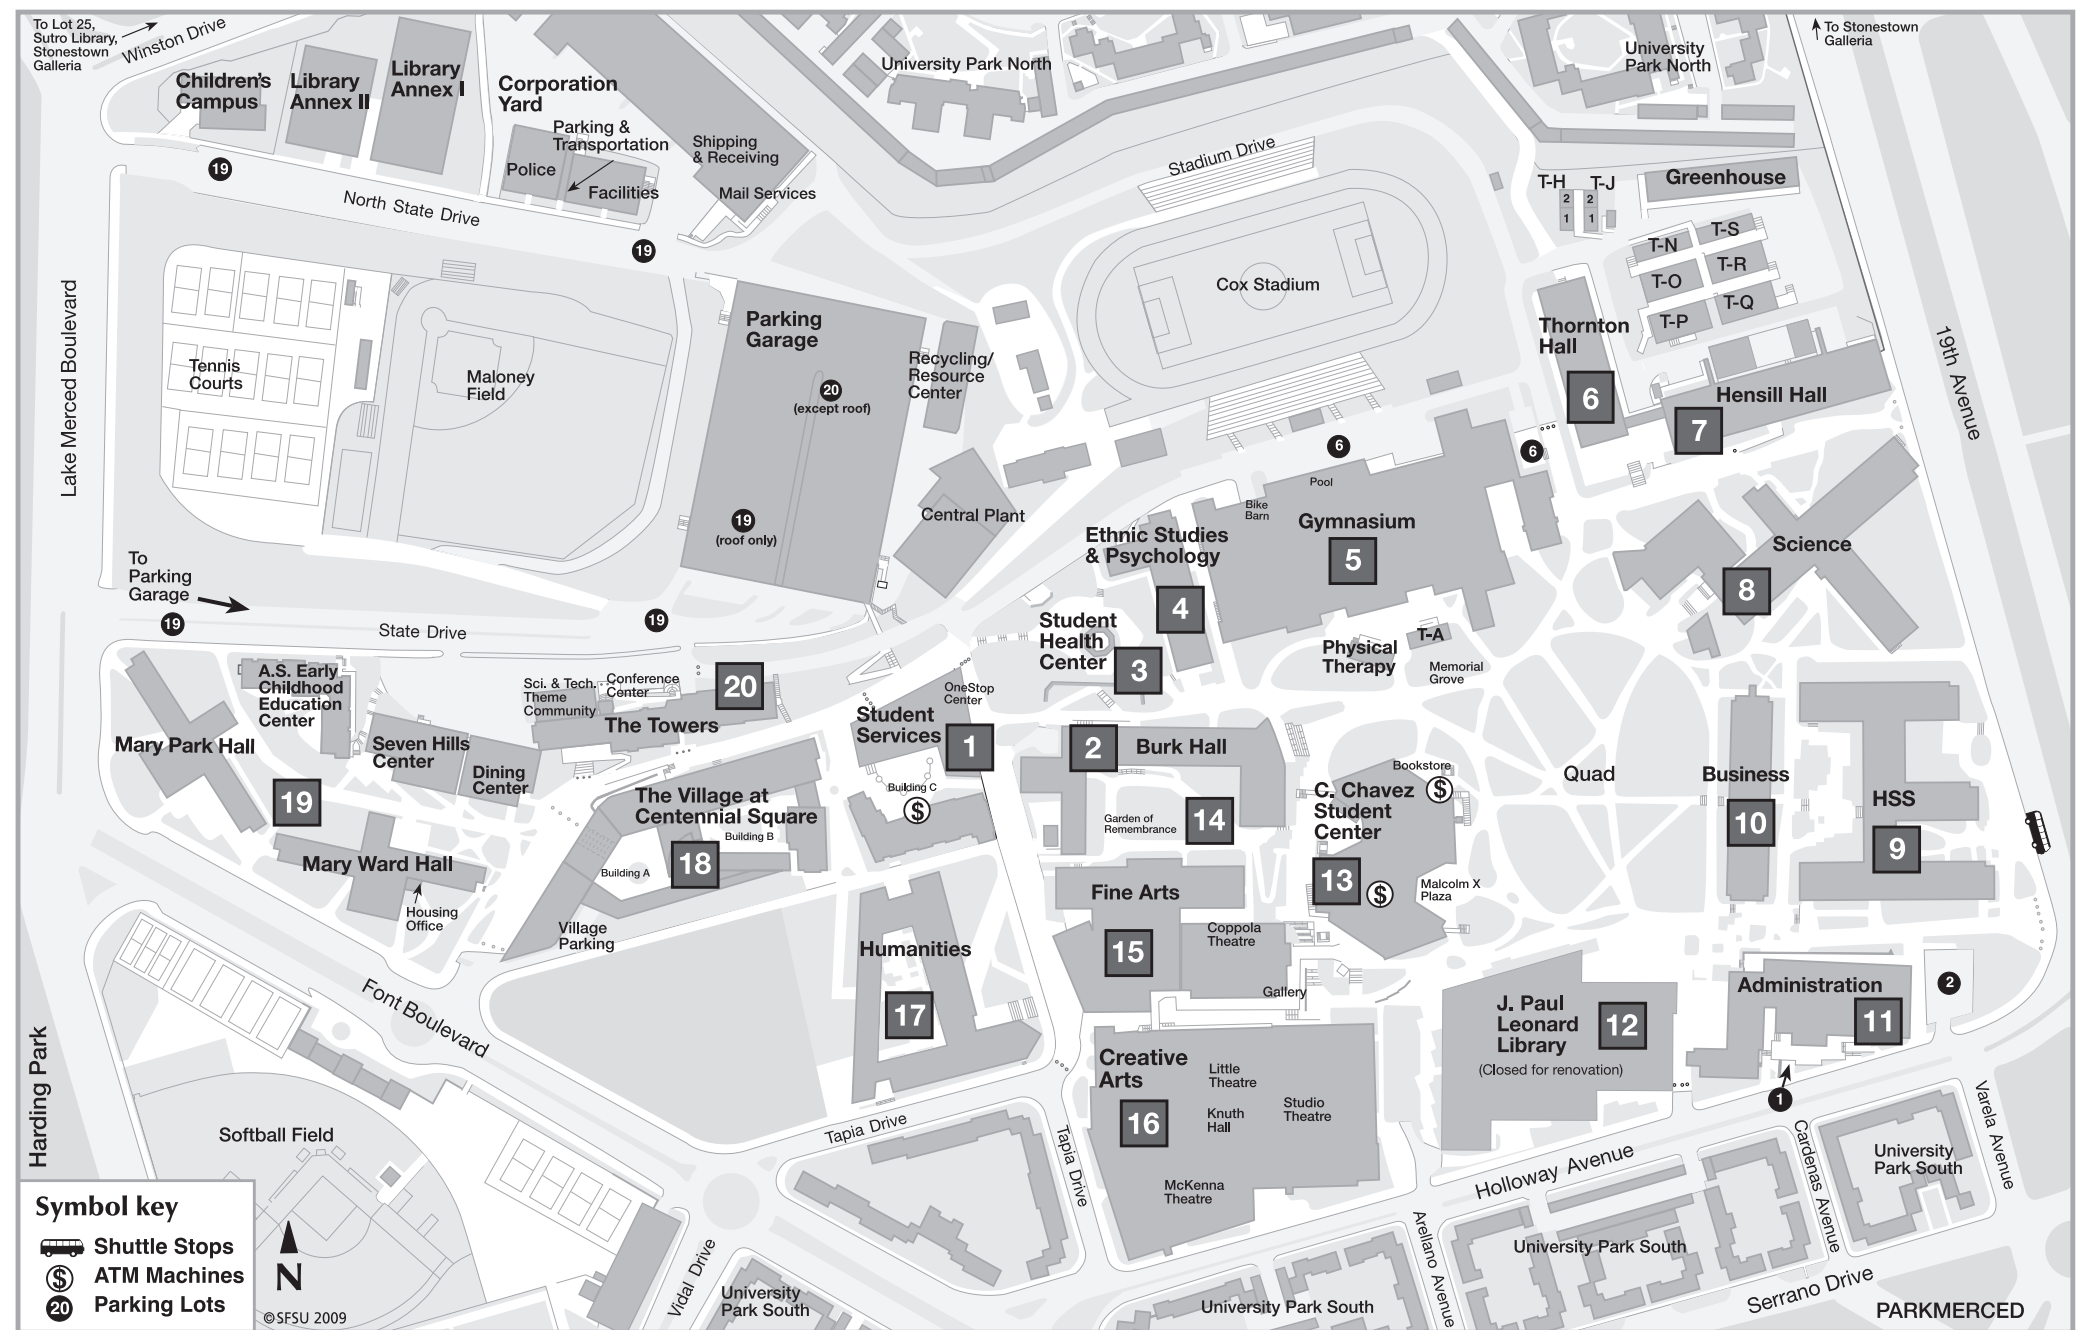 To Lot 25,
Sutro Library,
Stonestown
Galleria
Winston Drive
Children's
Campus
Library
Annex II
Library
Annex I
Corporation
Yard
Parking &
Transportation
Police
Facilities
Shipping
& Receiving
Mail Services
University Park North
University
Park North
To Stonestown
Galleria
19
North State Drive
19
Stadium Drive
Cox Stadium
T-H
T-J
2
1
2
1
Greenhouse
T-N
T-S
T-O
T-R
T-P
T-Q
Lake Merced Boulevard
Tennis
Courts
Maloney
Field
Parking
Garage
20
(except roof)
19
(roof only)
Recycling/
Resource
Center
Central Plant
Thornton
Hall
6
Hensill Hall
7
19th Avenue
6
6
Pool
Bike
Barn
Gymnasium
5
Ethnic Studies
& Psychology
4
Science
8
To
Parking
Garage
19
State Drive
19
Student
Health
Center
3
Physical
Therapy
T-A
Memorial
Grove
A.S. Early
Childhood
Education
Center
Mary Park Hall
19
Seven Hills
Center
Dining
Center
Sci. & Tech.
Theme
Community
Conference
Center
20
The Towers
OneStop
Center
Student
Services
1
Building C
$
2
Burk Hall
Garden of
Remembrance
14
Bookstore
$
C. Chavez
Student
Center
13
$
Malcolm X
Plaza
Quad
Business
10
HSS
9
The Village at
Centennial Square
Building B
18
Building A
Village
Parking
Mary Ward Hall
Housing
Office
Font Boulevard
Humanities
17
Fine Arts
15
Coppola
Theatre
Gallery
Creative
Arts
16
Little
Theatre
Knuth
Hall
Studio
Theatre
McKenna
Theatre
J. Paul
Leonard
Library
12
(Closed for renovation)
Administration
11
2
1
Harding Park
Softball Field
Tapia Drive
Tapia Drive
Holloway Avenue
Cardenas Avenue
Varela Avenue
University
Park South
Arellano Avenue
University Park South
Serrano Drive
PARKMERCED
University Park South
University
Park South
Vidal Drive
Symbol key
Shuttle Stops
$ ATM Machines
20 Parking Lots
N
©SFSU 2009